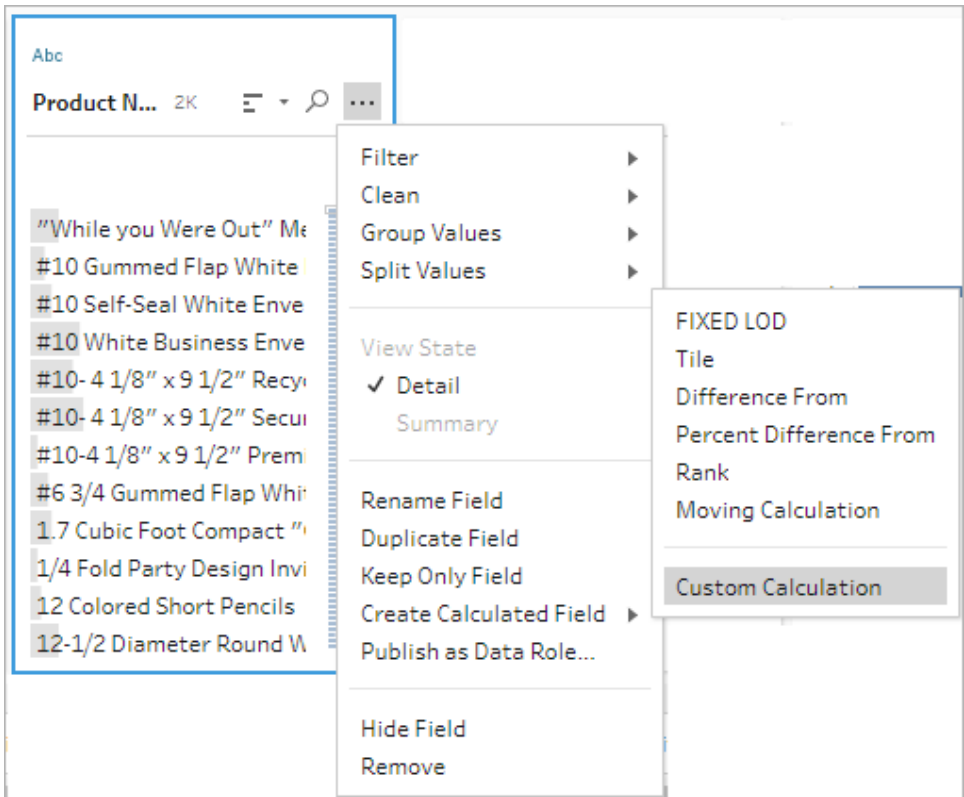 Abc
Product N... 2K
"While you Were Out" Me
#10 Gummed Flap White
#10 Self-Seal White Enve
#10 White Business Enve
#10- 4 1/8" x 9 1/2" Recy
#10- 4 1/8" x 9 1/2" Secur
#10-4 1/8" x 9 1/2" Premi
#6 3/4 Gummed Flap Whit
1.7 Cubic Foot Compact "
1/4 Fold Party Design Invi
12 Colored Short Pencils
12-1/2 Diameter Round W
Filter
Clean
Group Values
Split Values
View State
✓ Detail
Summary
Rename Field
Duplicate Field
Keep Only Field
Create Calculated Field
Publish as Data Role...
Hide Field
Remove
FIXED LOD
Tile
Difference From
Percent Difference From
Rank
Moving Calculation
Custom Calculation